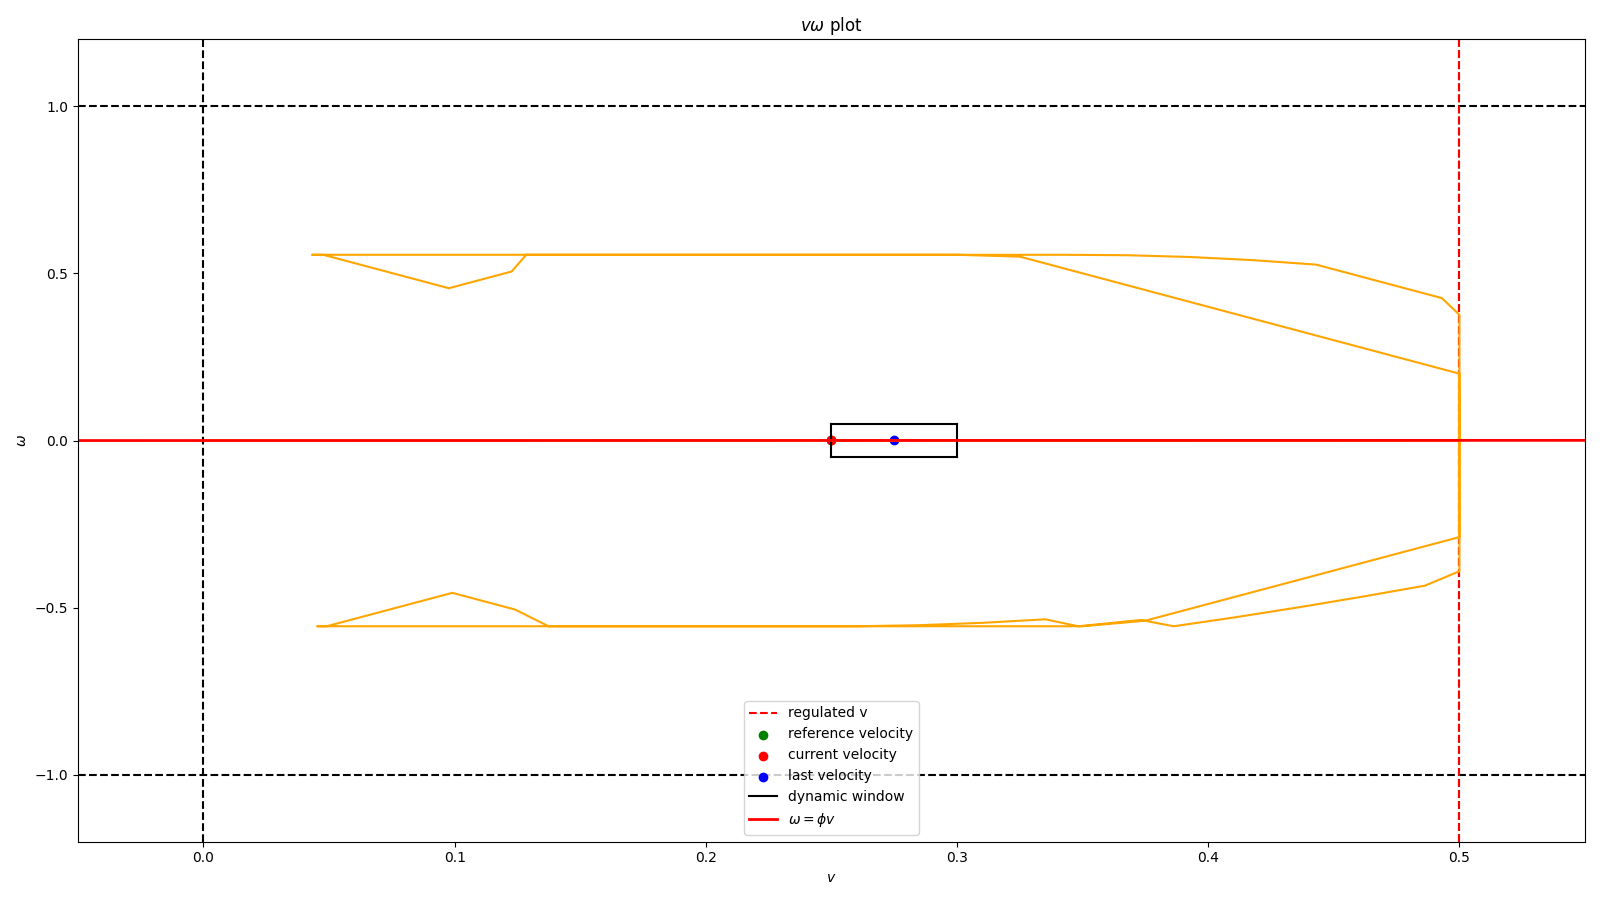 vω plot
1.0
0.5
0.0
−0.5
−1.0
ω
regulated v
reference velocity
current velocity
last velocity
dynamic window
ω = ϕv
0.0
0.1
0.2
0.3
0.4
0.5
v